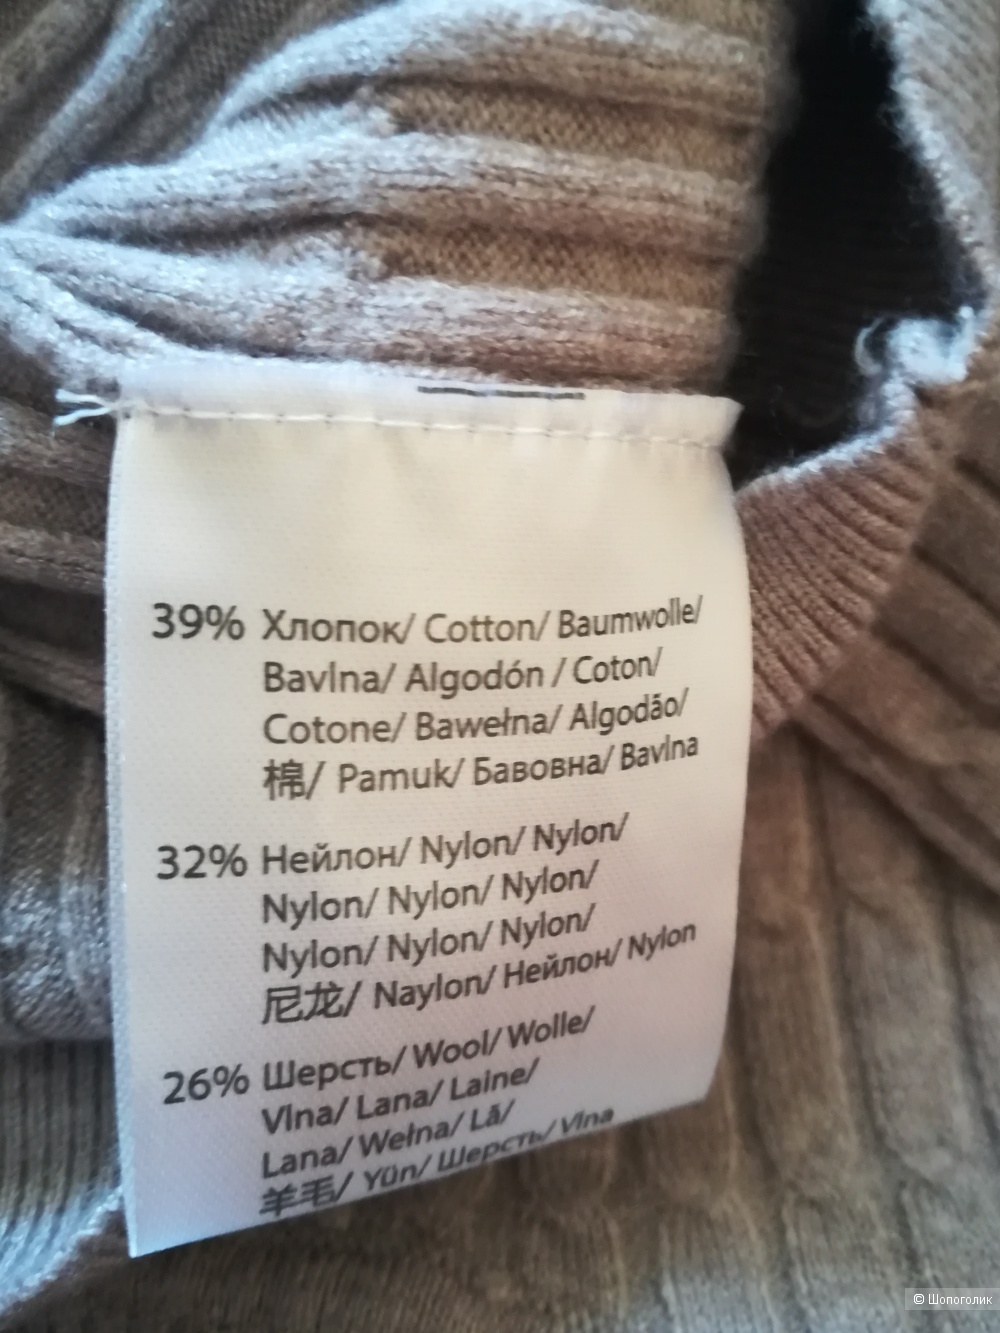 39% Хлопок/ Cotton/ Baumwolle/
Bavlna/ Algodón / Coton/
Cotone/ Bawełna/ Algodão/
棉/ Pamuk/ Бавовна/ Bavlna
32% Нейлон/ Nylon/ Nylon/
Nylon/ Nylon/ Nylon/
Nylon/ Nylon/ Nylon/
尼龙/ Naylon/ Нейлон/ Nylon
26% Шерсть/ Wool/ Wolle/
Vlna/ Lana/ Laine/
Lana/ Wełna/ Lã/
羊毛/ Yün/ Шерсть/ Vlna
© Шопоголик